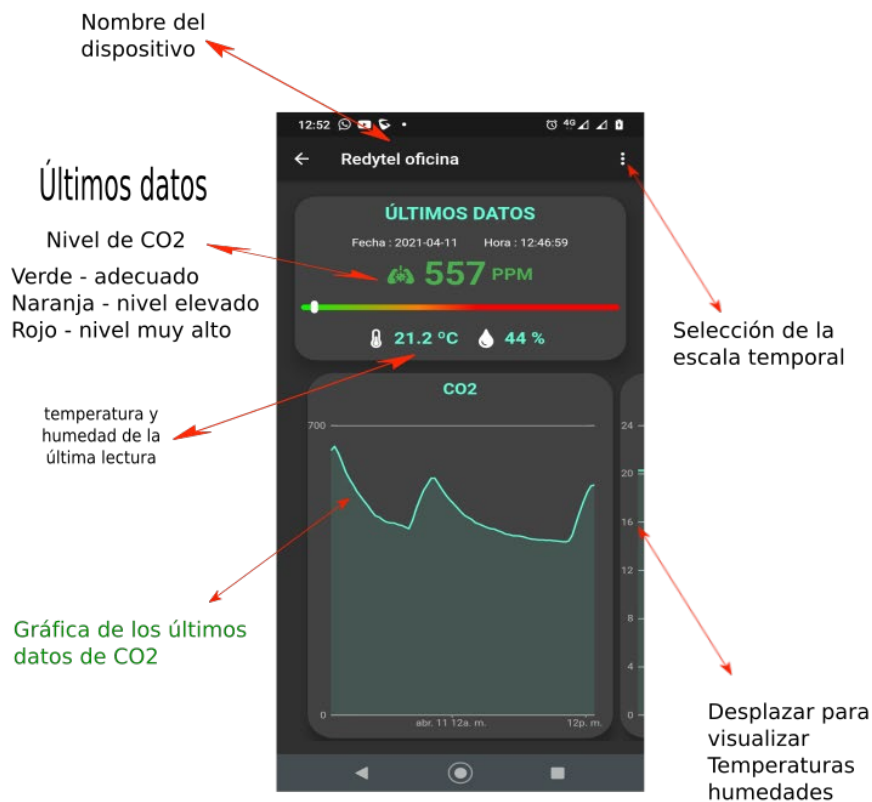 Nombre del
dispositivo
12:52
4G
Redytel oficina
Últimos datos
Nivel de CO2
Verde - adecuado
Naranja - nivel elevado
Rojo - nivel muy alto
temperatura y
humedad de la
última lectura
Gráfica de los últimos
datos de CO2
ÚLTIMOS DATOS
Fecha : 2021-04-11 Hora : 12:46:59
557 PPM
21.2 ºC 44 %
CO2
700
0
abr. 11 12a. m. 12p. m.
24
20
16
12
8
4
0
Selección de la
escala temporal
Desplazar para
visualizar
Temperaturas
humedades